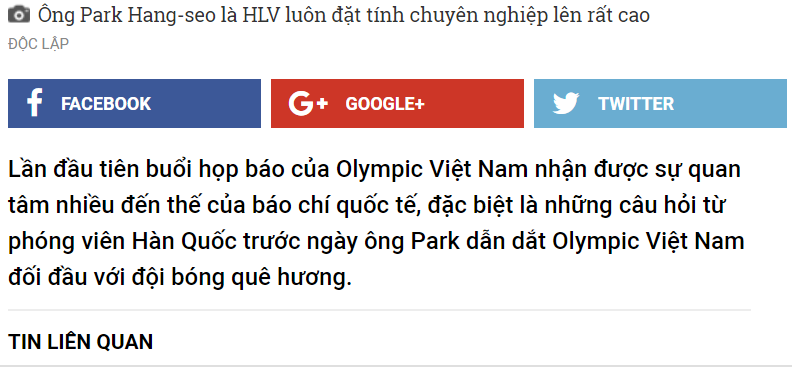 Ông Park Hang-seo là HLV luôn đặt tính chuyên nghiệp lên rất cao
ĐỘC LẬP
FACEBOOK
G+ GOOGLE+
TWITTER
Lần đầu tiên buổi họp báo của Olympic Việt Nam nhận được sự quan
tâm nhiều đến thế của báo chí quốc tế, đặc biệt là những câu hỏi từ
phóng viên Hàn Quốc trước ngày ông Park dẫn dắt Olympic Việt Nam
đối đầu với đội bóng quê hương.
TIN LIÊN QUAN